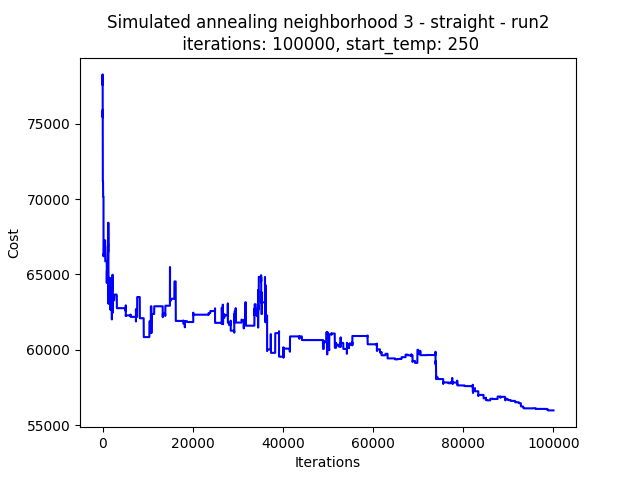 Simulated annealing neighborhood 3 - straight - run2
iterations: 100000, start_temp: 250
75000
70000
65000
60000
55000
Cost
0
20000
40000
60000
80000
100000
Iterations